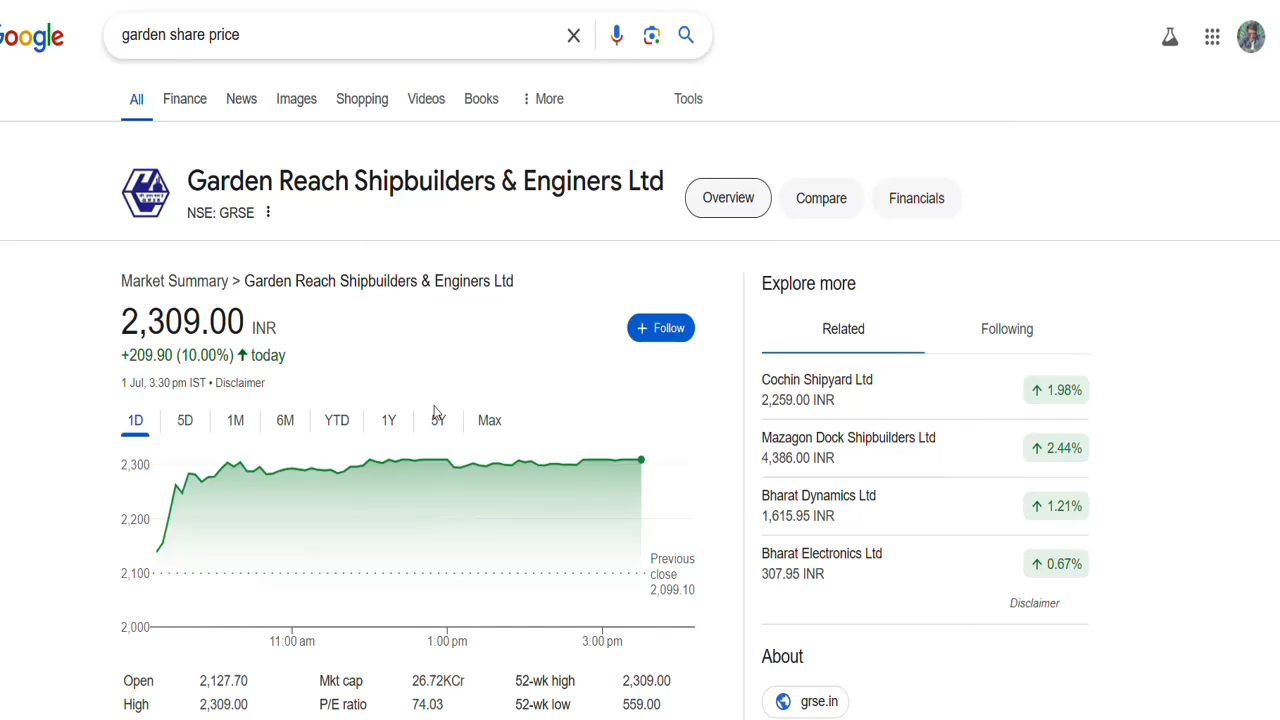 Google
garden share price
All Finance News Images Shopping Videos Books More Tools
Garden Reach Shipbuilders & Enginers Ltd
NSE: GRSE
Overview Compare Financials
Market Summary > Garden Reach Shipbuilders & Enginers Ltd
2,309.00 INR
+ Follow
+209.90 (10.00%) ↑ today
1 Jul, 3:30 pm IST • Disclaimer
1D 5D 1M 6M YTD 1Y 5Y Max
2,300
2,200
2,100
2,000
Previous
close
2,099.10
11:00 am 1:00 pm 3:00 pm
Open 2,127.70 Mkt cap 26.72KCr 52-wk high 2,309.00
High 2,309.00 P/E ratio 74.03 52-wk low 559.00
Explore more
Related Following
Cochin Shipyard Ltd
2,259.00 INR
↑ 1.98%
Mazagon Dock Shipbuilders Ltd
4,386.00 INR
↑ 2.44%
Bharat Dynamics Ltd
1,615.95 INR
↑ 1.21%
Bharat Electronics Ltd
307.95 INR
↑ 0.67%
Disclaimer
About
grse.in